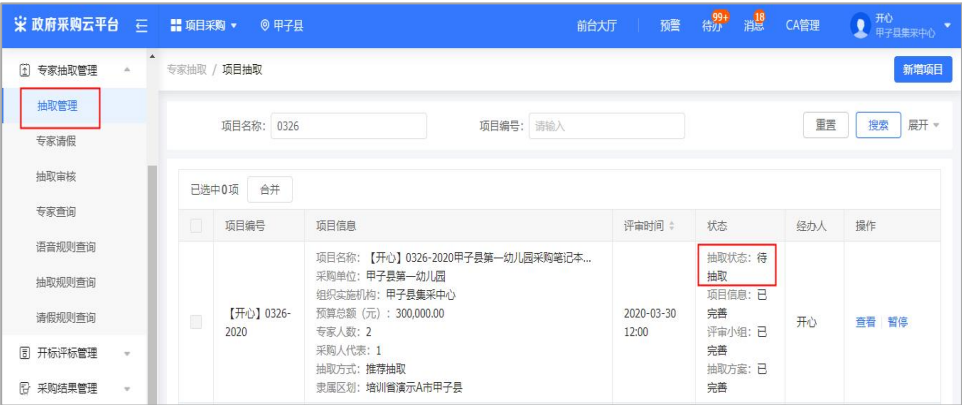 政府采购云平台
项目采购
甲子县
前台大厅
预警
待办
99+
消息
18
CA管理
开心
甲子县集采中心
专家抽取管理
专家抽取 / 项目抽取
新增项目
抽取管理
专家请假
抽取审核
专家查询
语音规则查询
抽取规则查询
请假规则查询
开标评标管理
采购结果管理
项目名称: 0326
项目编号: 请输入
重置
搜索
展开
已选中0项
合并
项目编号
项目信息
评审时间
状态
经办人
操作
【开心】0326-
2020
项目名称: 【开心】0326-2020甲子县第一幼儿园采购笔记本...
采购单位: 甲子县第一幼儿园
组织实施机构: 甲子县集采中心
预算总额（元）: 300,000.00
专家人数: 2
采购人代表: 1
抽取方式: 推荐抽取
隶属区划: 培训省演示A市甲子县
2020-03-30
12:00
抽取状态: 待
抽取
项目信息: 已
完善
评审小组: 已
完善
抽取方案: 已
完善
开心
查看 暂停